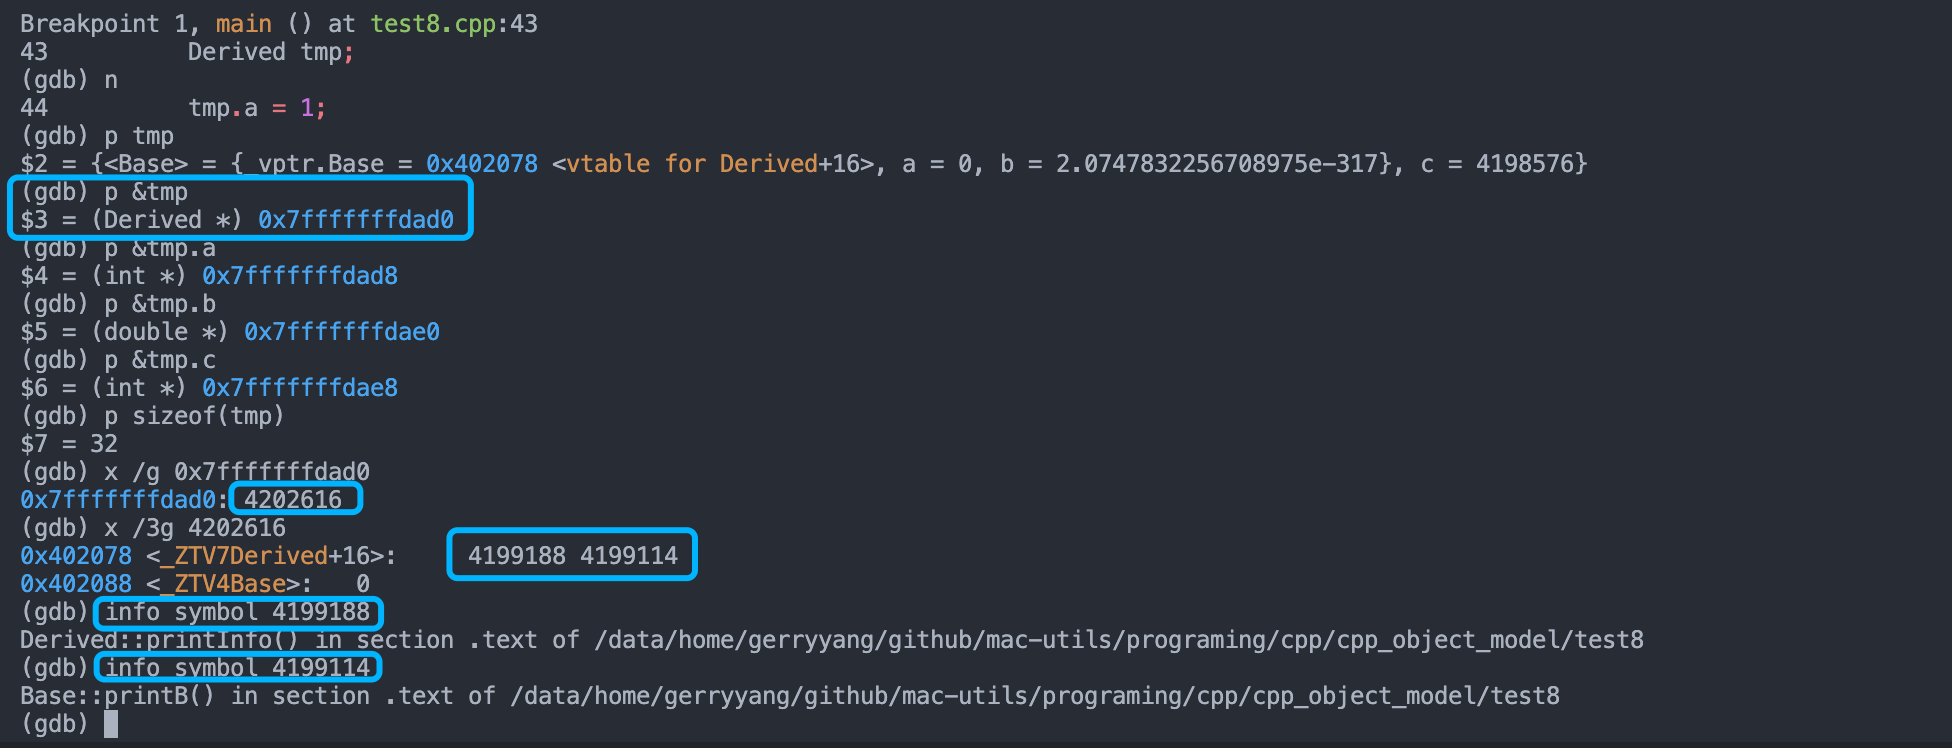 Breakpoint 1, main () at test8.cpp:43
43          Derived tmp;
(gdb) n
44          tmp.a = 1;
(gdb) p tmp
$2 = {<Base> = {_vptr.Base = 0x402078 <vtable for Derived+16>, a = 0, b = 2.0747832256708975e-317}, c = 4198576}
(gdb) p &tmp
$3 = (Derived *) 0x7fffffffdad0
(gdb) p &tmp.a
$4 = (int *) 0x7fffffffdad8
(gdb) p &tmp.b
$5 = (double *) 0x7fffffffdae0
(gdb) p &tmp.c
$6 = (int *) 0x7fffffffdae8
(gdb) p sizeof(tmp)
$7 = 32
(gdb) x /g 0x7fffffffdad0
0x7fffffffdad0: 4202616
(gdb) x /3g 4202616
0x402078 <_ZTV7Derived+16>:     4199188 4199114
0x402088 <_ZTV4Base>:   0
(gdb) info symbol 4199188
Derived::printInfo() in section .text of /data/home/gerryyang/github/mac-utils/programing/cpp/cpp_object_model/test8
(gdb) info symbol 4199114
Base::printB() in section .text of /data/home/gerryyang/github/mac-utils/programing/cpp/cpp_object_model/test8
(gdb)